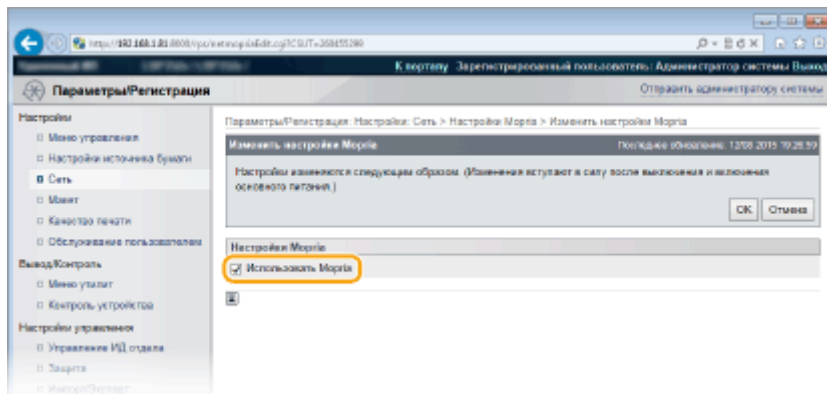 К порталу Зарегистрированный пользователь: Администратор системы Выход
Параметры/Регистрация
Отправить администратору системы
Настройки
Меню управления
Настройки источника бумаги
Сеть
Макет
Качество печати
Обслуживание пользователем
Вывод/Контроль
Меню утилит
Контроль устройства
Настройки управления
Управление ИД отдела
Защита
Импорт/Экспорт
Параметры/Регистрация: Настройки: Сеть > Настройки Mopria > Изменить настройки Mopria
Изменить настройки Mopria
Последнее обновление: 12/08 2015 19:28:59
Настройки изменяются следующим образом. (Изменения вступают в силу после выключения и включения
основного питания.)
OK Отмена
Настройки Mopria
Использовать Mopria